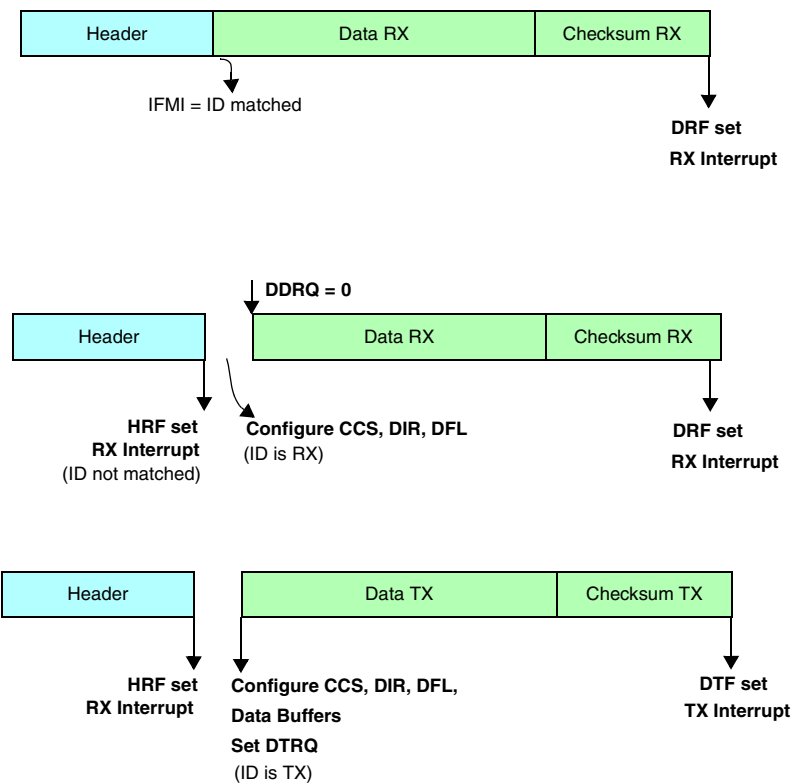 Header Data RX Checksum RX
IFMI = ID matched
DRF set
RX Interrupt
DDRQ = 0
Header Data RX Checksum RX
HRF set
RX Interrupt
(ID not matched)
Configure CCS, DIR, DFL
(ID is RX)
DRF set
RX Interrupt
Header Data TX Checksum TX
HRF set
RX Interrupt
Configure CCS, DIR, DFL,
Data Buffers
Set DTRQ
(ID is TX)
DTF set
TX Interrupt